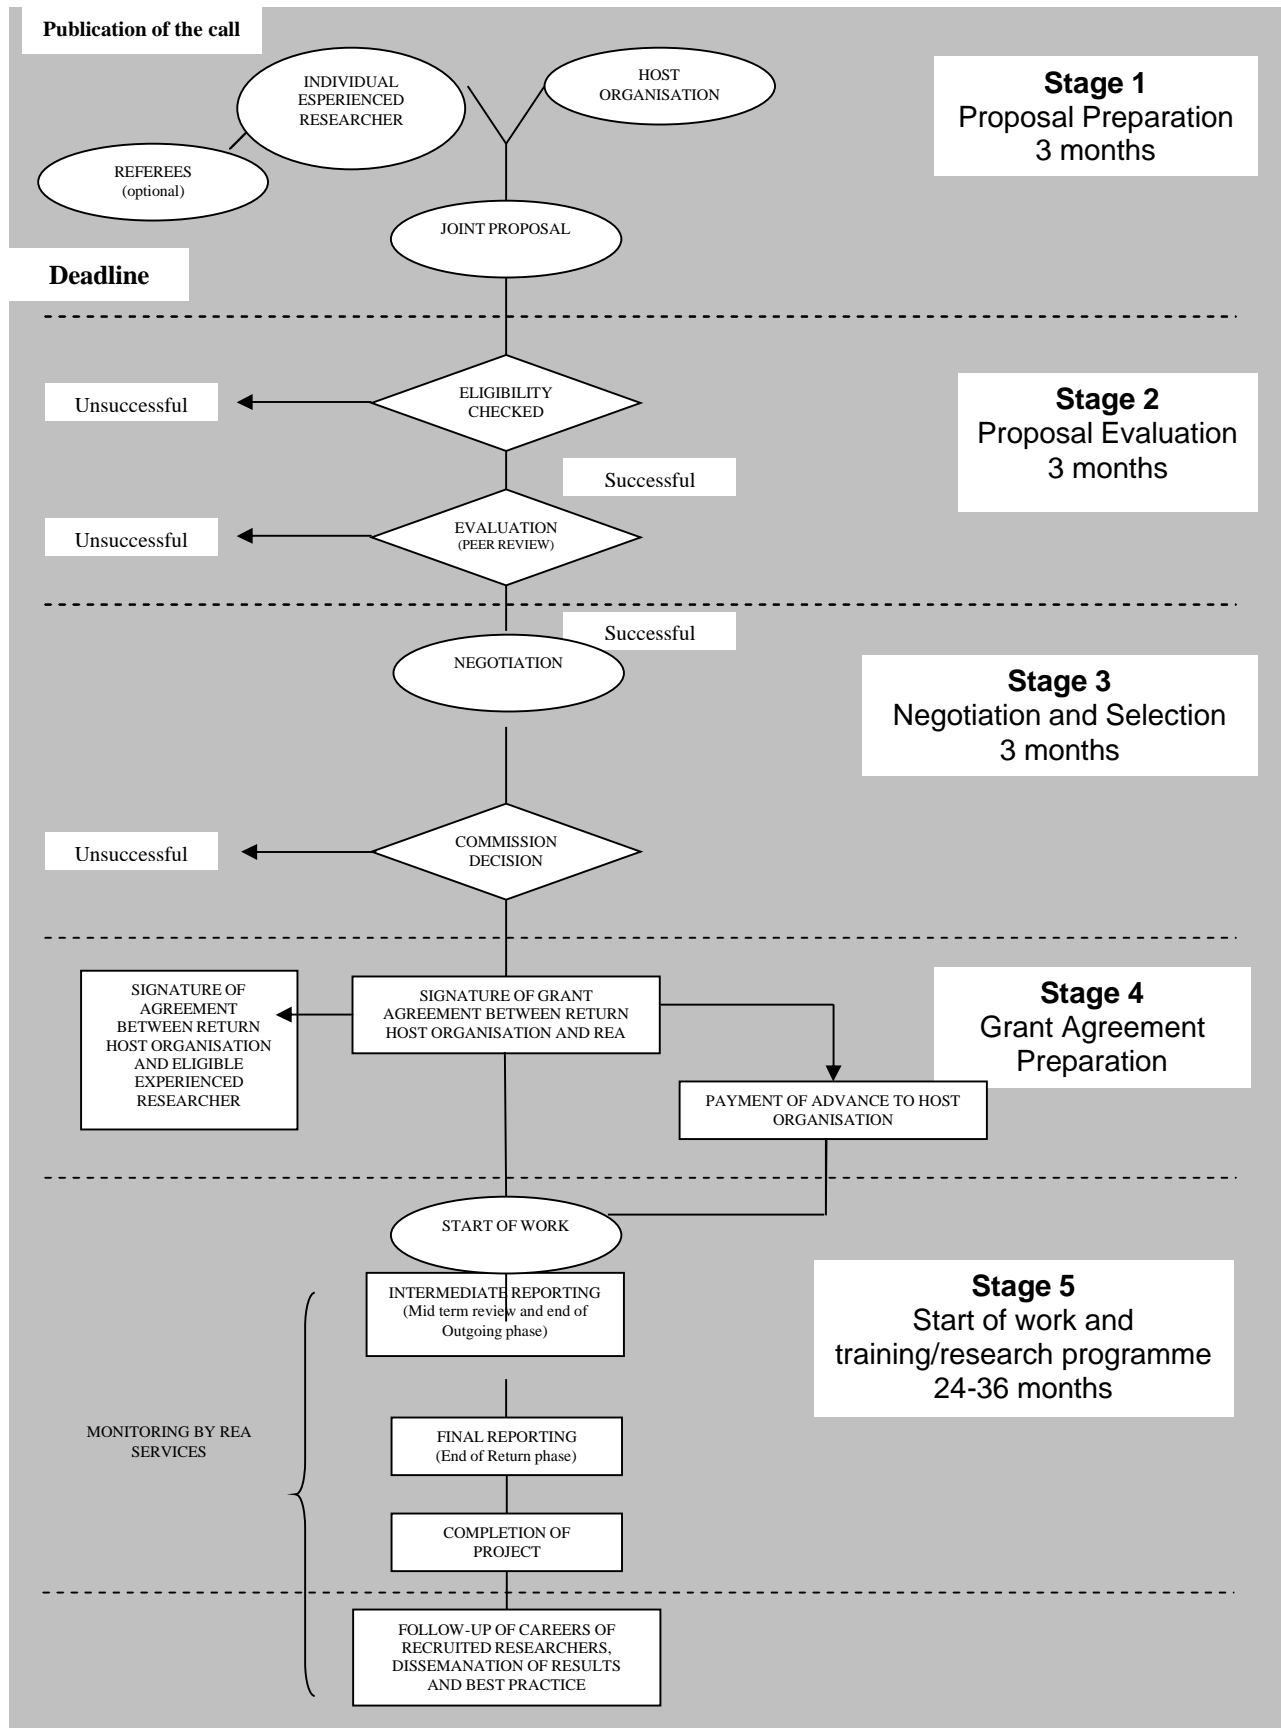 Publication of the call
INDIVIDUAL
ESPERIENCED
RESEARCHER
HOST
ORGANISATION
Stage 1
Proposal Preparation
3 months
REFEREES
(optional)
JOINT PROPOSAL
Deadline
ELIGIBILITY
CHECKED
Unsuccessful
Stage 2
Proposal Evaluation
3 months
Successful
EVALUATION
(PEER REVIEW)
Unsuccessful
Successful
NEGOTIATION
Stage 3
Negotiation and Selection
3 months
COMMISSION
DECISION
Unsuccessful
SIGNATURE OF
AGREEMENT
BETWEEN RETURN
HOST ORGANISATION
AND ELIGIBLE
EXPERIENCED
RESEARCHER
SIGNATURE OF GRANT
AGREEMENT BETWEEN RETURN
HOST ORGANISATION AND REA
Stage 4
Grant Agreement
Preparation
PAYMENT OF ADVANCE TO HOST
ORGANISATION
START OF WORK
INTERMEDIATE REPORTING
(Mid term review and end of
Outgoing phase)
Stage 5
Start of work and
training/research programme
24-36 months
MONITORING BY REA
SERVICES
FINAL REPORTING
(End of Return phase)
COMPLETION OF
PROJECT
FOLLOW-UP OF CAREERS OF
RECRUITED RESEARCHERS,
DISSEMANATION OF RESULTS
AND BEST PRACTICE